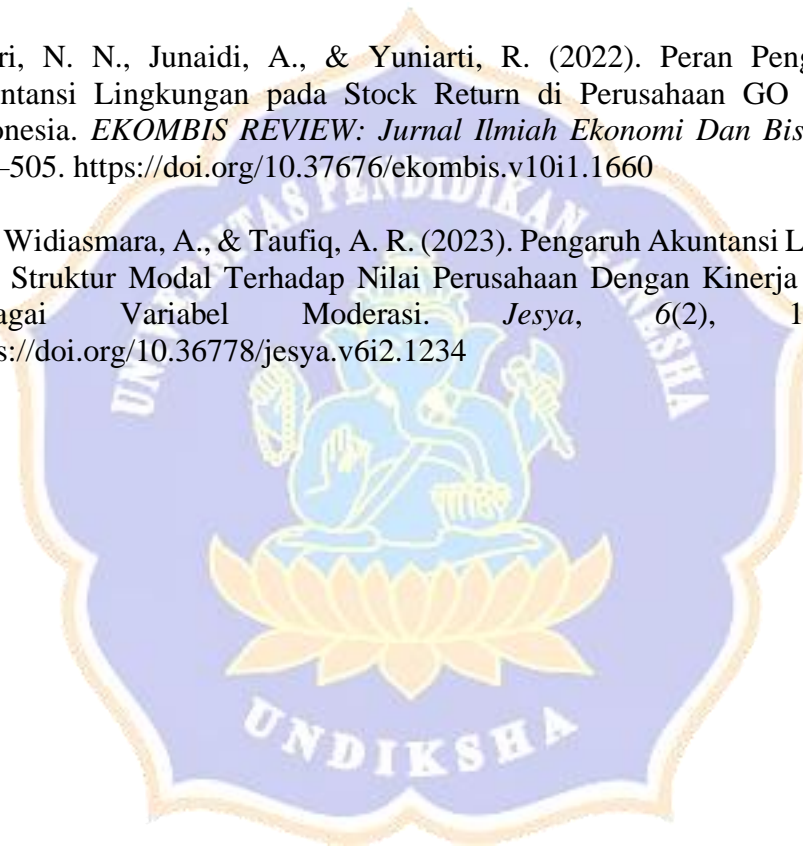 ri, N. N., Junaidi, A., & Yuniarti, R. (2022). Peran Peng
ntansi Lingkungan pada Stock Return di Perusahaan GO
onesia. EKOMBIS REVIEW: Jurnal Ilmiah Ekonomi Dan Bis
–505. https://doi.org/10.37676/ekombis.v10i1.1660
Widiasmara, A., & Taufiq, A. R. (2023). Pengaruh Akuntansi L
Struktur Modal Terhadap Nilai Perusahaan Dengan Kinerja
agai Variabel Moderasi. Jesya, 6(2), 1
s://doi.org/10.36778/jesya.v6i2.1234
UNIVERSITAS PENDIDIKAN GANESHA
UNDIKSHA